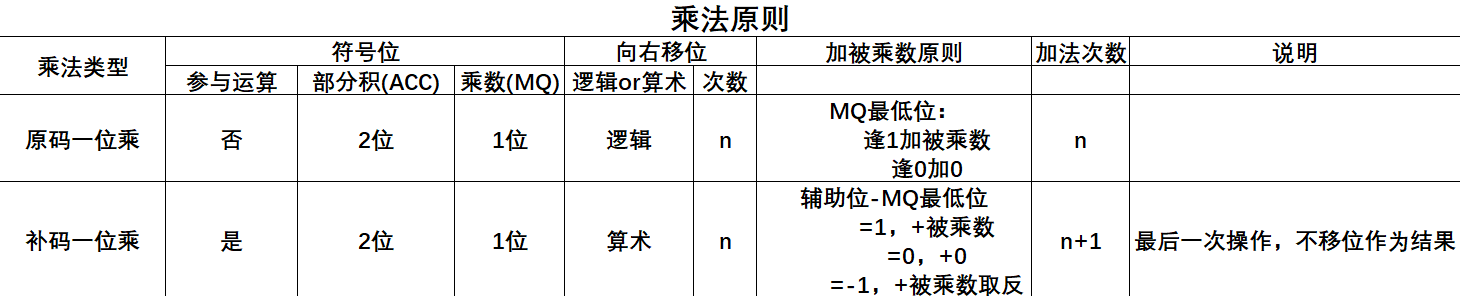 乘法原则
乘法类型 符号位 向右移位 加被乘数原则 加法次数 说明
参与运算 部分积(ACC) 乘数(MQ) 逻辑or算术 次数
原码一位乘 否 2位 1位 逻辑 n MQ最低位：
逢1加被乘数
逢0加0 n
补码一位乘 是 2位 1位 算术 n 辅助位-MQ最低位
=1，+被乘数
=0，+0
=-1，+被乘数取反 n+1 最后一次操作，不移位作为结果